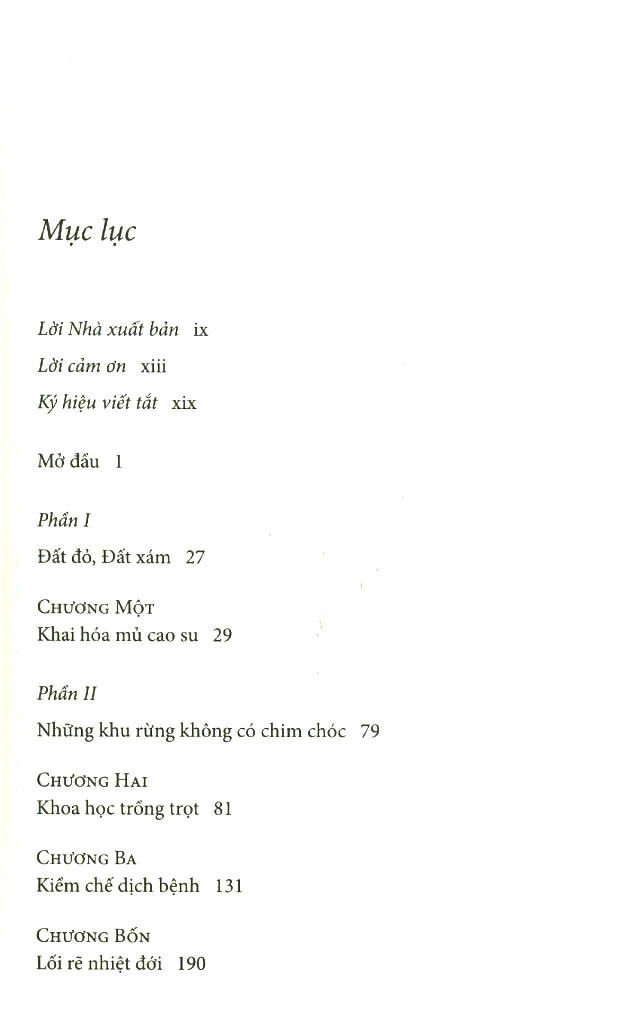 Mục lục
Lời Nhà xuất bản ix
Lời cảm ơn xiii
Ký hiệu viết tắt xix
Mở đầu 1
Phần I
Đất đỏ, Đất xám 27
Chương Một
Khai hóa mủ cao su 29
Phần II
Những khu rừng không có chim chóc 79
Chương Hai
Khoa học trồng trọt 81
Chương Ba
Kiềm chế dịch bệnh 131
Chương Bốn
Lối rẽ nhiệt đới 190